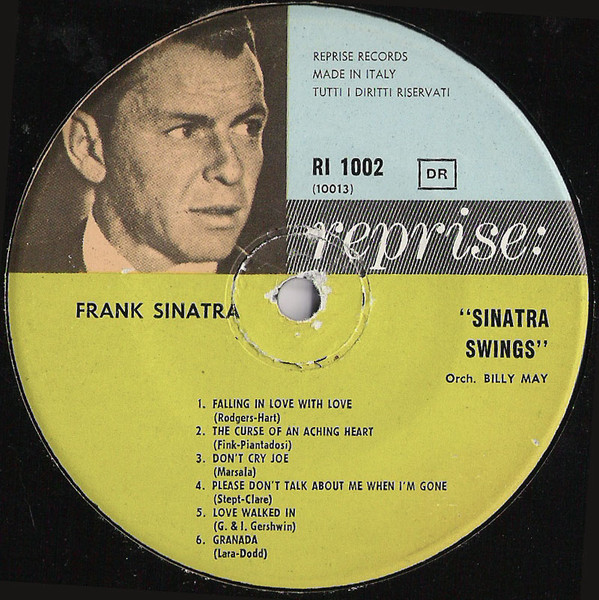 REPRISE RECORDS
MADE IN ITALY
TUTTI I DIRITTI RISERVATI
RI 1002
(10013)
DR
reprise:
FRANK SINATRA
"SINATRA
SWINGS"
Orch. BILLY MAY
1. FALLING IN LOVE WITH LOVE
(Rodgers-Hart)
2. THE CURSE OF AN ACHING HEART
(Fink-Piantadosi)
3. DON'T CRY JOE
(Marsala)
4. PLEASE DON'T TALK ABOUT ME WHEN I'M GONE
(Stept-Clare)
5. LOVE WALKED IN
(G. & I. Gershwin)
6. GRANADA
(Lara-Dodd)